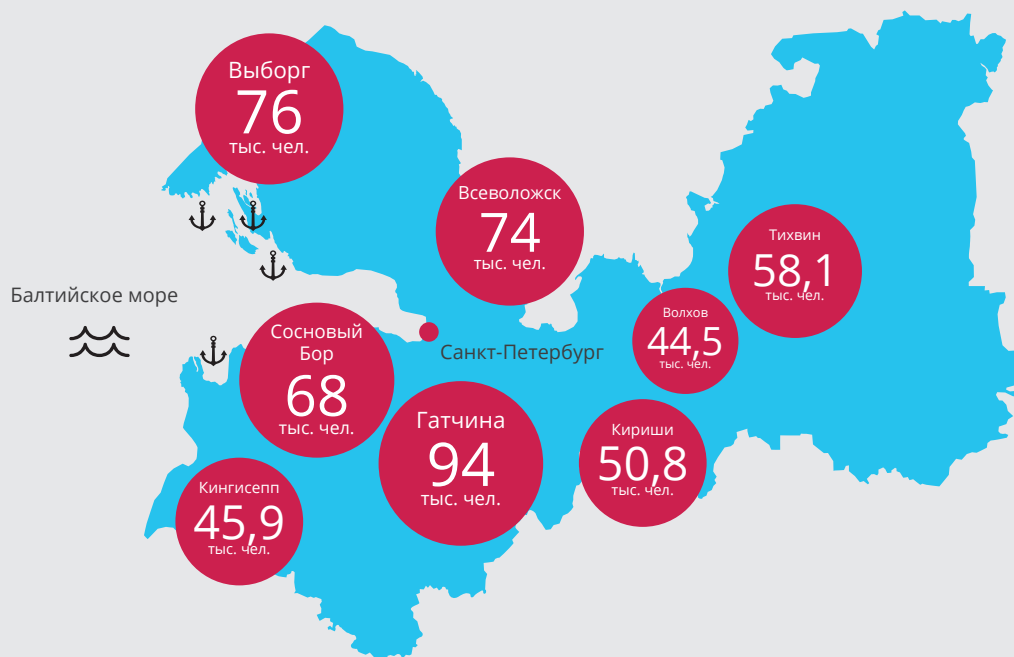 Выборг
76
тыс. чел.
Всеволожск
74
тыс. чел.
Тихвин
58,1
тыс. чел.
Балтийское море
Волхов
44,5
тыс. чел.
Сосновый
Бор
68
тыс. чел.
Санкт-Петербург
Гатчина
94
тыс. чел.
Кириши
50,8
тыс. чел.
Кингисепп
45,9
тыс. чел.